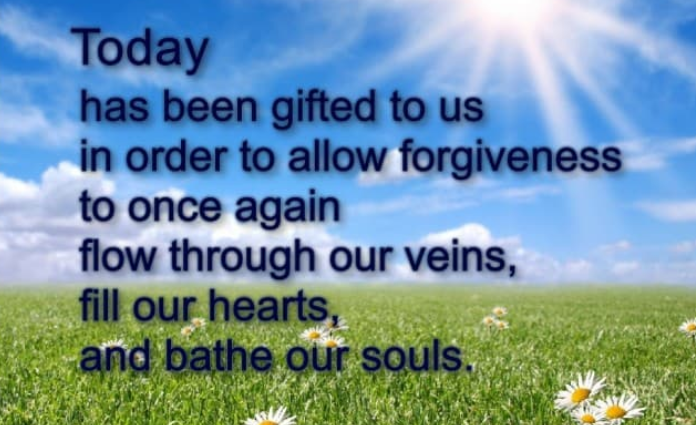 Today
has been gifted to us
in order to allow forgiveness
to once again
flow through our veins,
fill our hearts,
and bathe our souls.